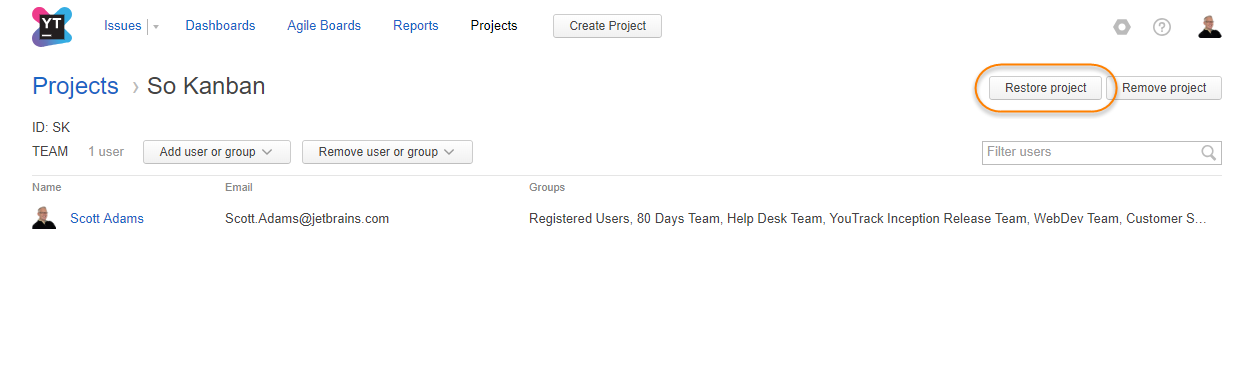 YT Issues Dashboards Agile Boards Reports Projects Create Project
Projects › So Kanban Restore project Remove project
ID: SK
TEAM 1 user Add user or group Remove user or group Filter users
Name Email Groups
Scott Adams Scott.Adams@jetbrains.com Registered Users, 80 Days Team, Help Desk Team, YouTrack Inception Release Team, WebDev Team, Customer S...